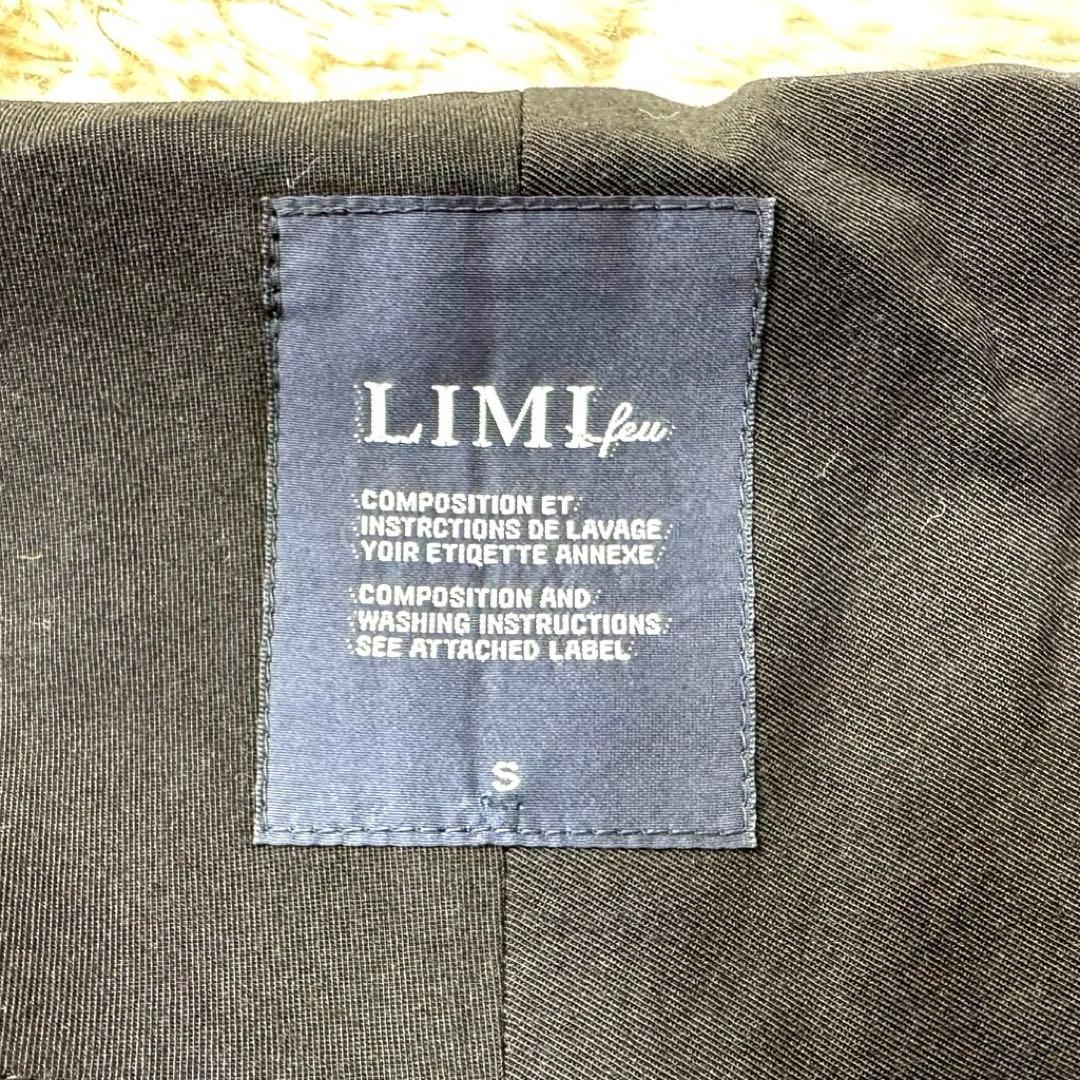 LIMI feu
COMPOSITION ET
INSTRCTIONS DE LAVAGE
YOIR ETIQETTE ANNEXE
COMPOSITION AND
WASHING INSTRUCTIONS
SEE ATTACHED LABEL
S